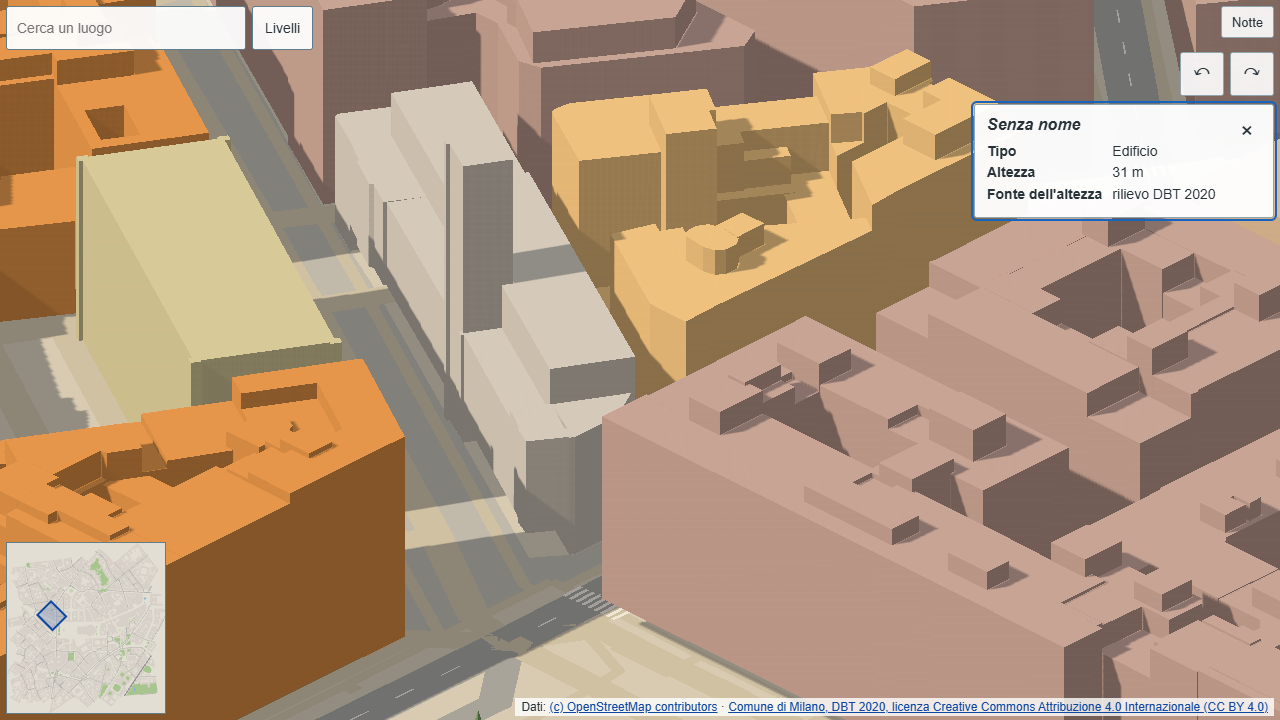 Cerca un luogo
Livelli
Notte
Senza nome
Tipo Edificio
Altezza 31 m
Fonte dell'altezza rilievo DBT 2020
Dati: (c) OpenStreetMap contributors · Comune di Milano, DBT 2020, licenza Creative Commons Attribuzione 4.0 Internazionale (CC BY 4.0)